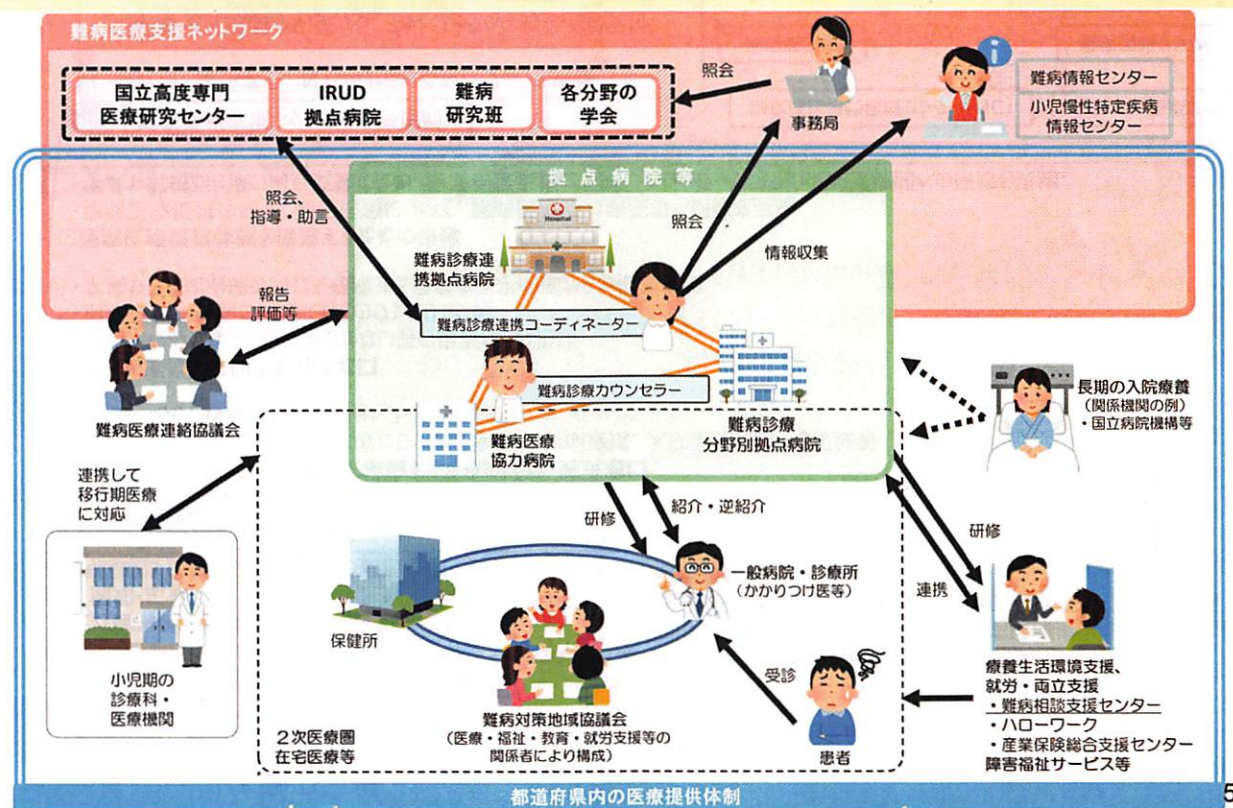 難病医療支援ネットワーク
国立高度専門
医療研究センター
IRUD
拠点病院
難病
研究班
各分野の
学会
照会
事務局
i
難病情報センター
小児慢性特定疾病
情報センター
拠点病院等
照会、
指導・助言
Hospital
照会
情報収集
難病診療連
携拠点病院
報告
評価等
難病診療連携コーディネーター
難病診療カウンセラー
難病医療連絡協議会
難病医療
協力病院
難病診療
分野別拠点病院
長期の入院療養
（関係機関の例）
・国立病院機構等
連携して
移行期医療
に対応
研修
紹介・逆紹介
研修
連携
一般病院・診療所
（かかりつけ医等）
保健所
受診
小児期の
診療科・
医療機関
療養生活環境支援、
就労・両立支援
・難病相談支援センター
・ハローワーク
・産業保険総合支援センター
障害福祉サービス等
難病対策地域協議会
（医療・福祉・教育・就労支援等の
関係者により構成）
２次医療圏
在宅医療等
患者
都道府県内の医療提供体制
5